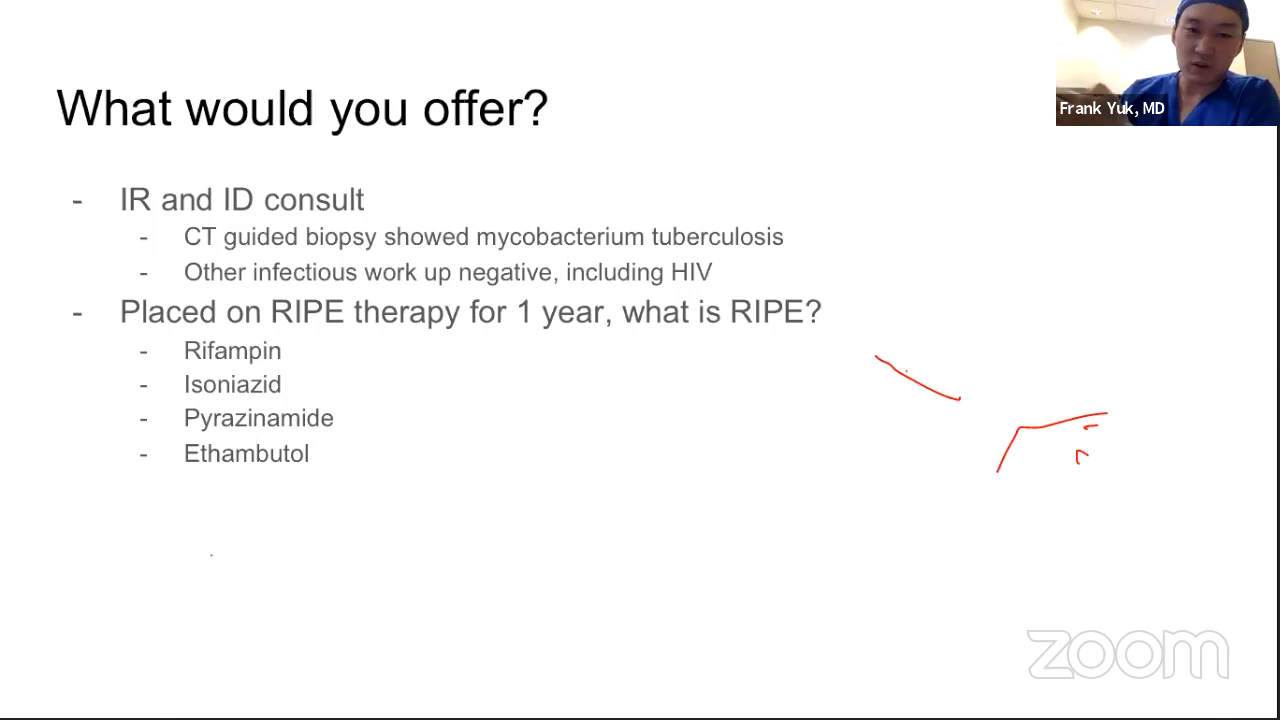 Frank Yuk, MD
What would you offer?
- IR and ID consult
- CT guided biopsy showed mycobacterium tuberculosis
- Other infectious work up negative, including HIV
- Placed on RIPE therapy for 1 year, what is RIPE?
- Rifampin
- Isoniazid
- Pyrazinamide
- Ethambutol
zoom